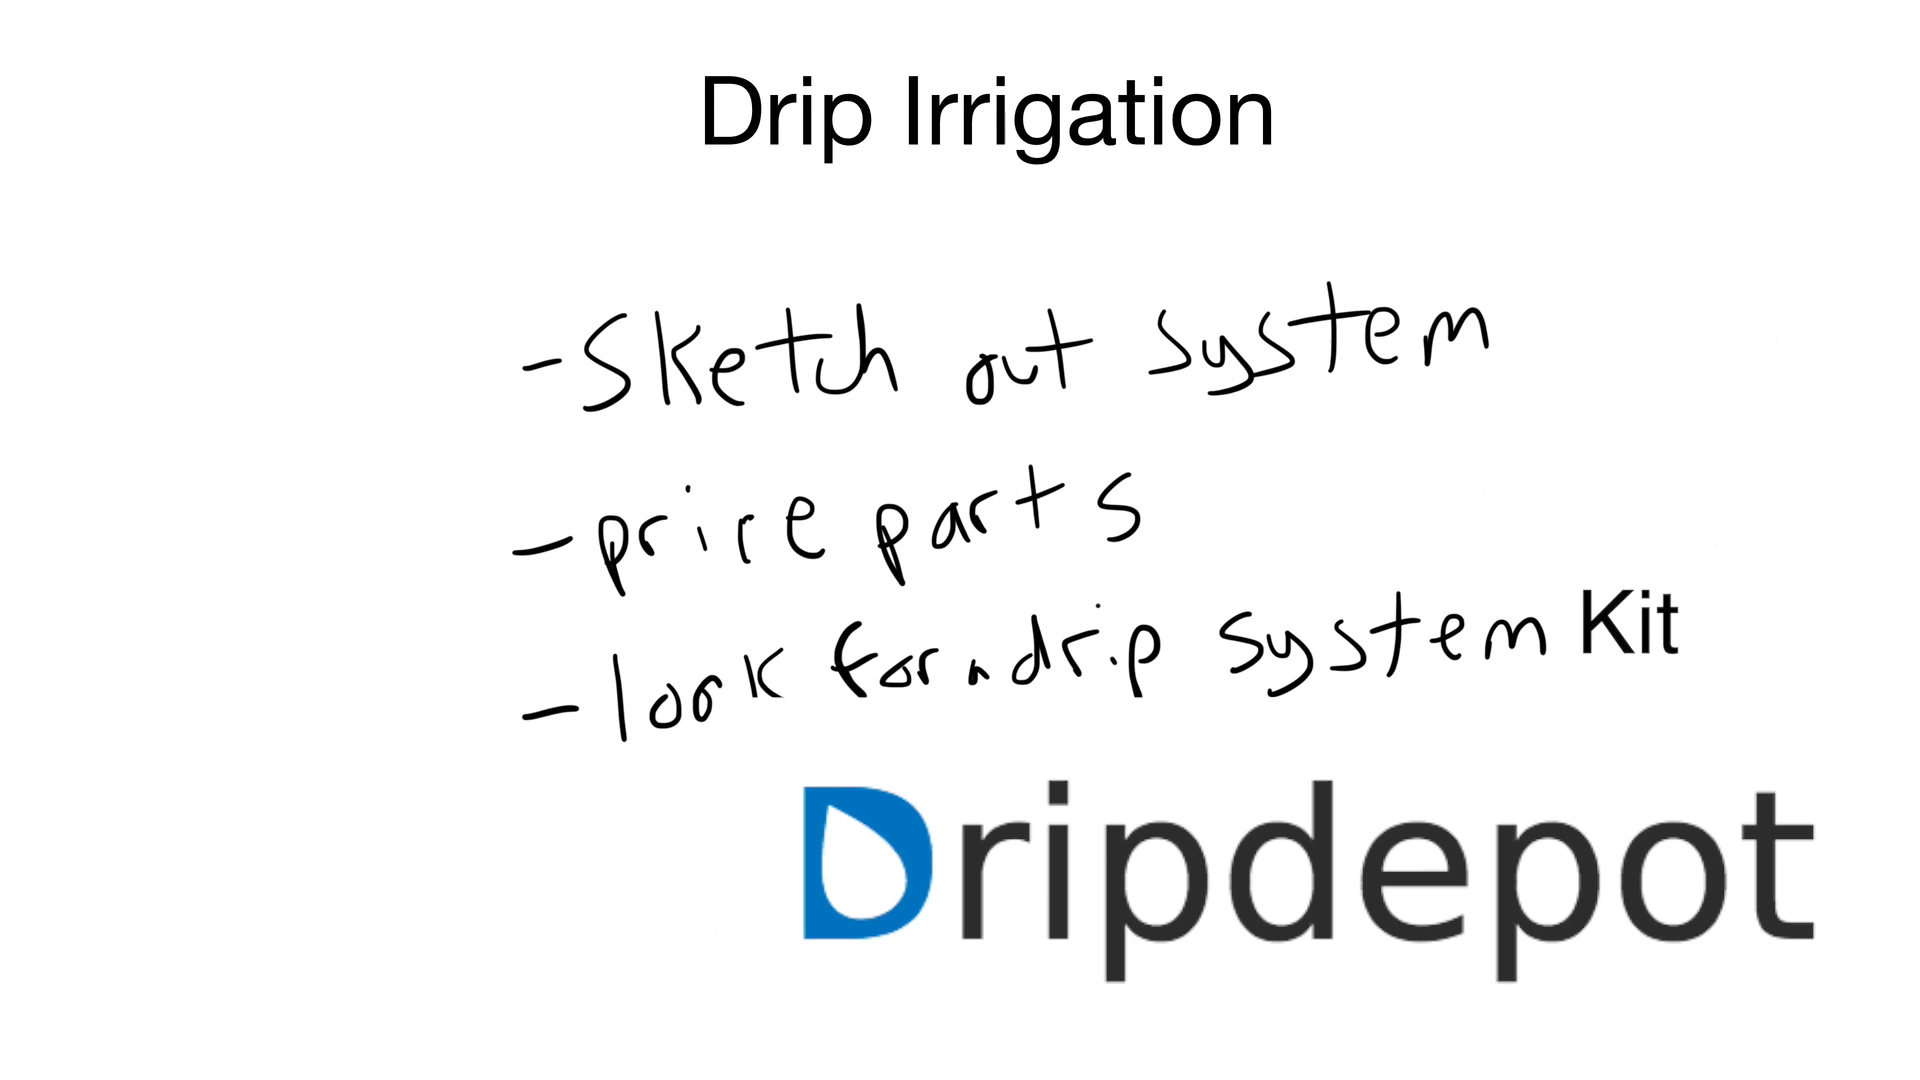 Drip Irrigation
- Sketch out system
- price parts
- look for a drip system Kit
Dripdepot